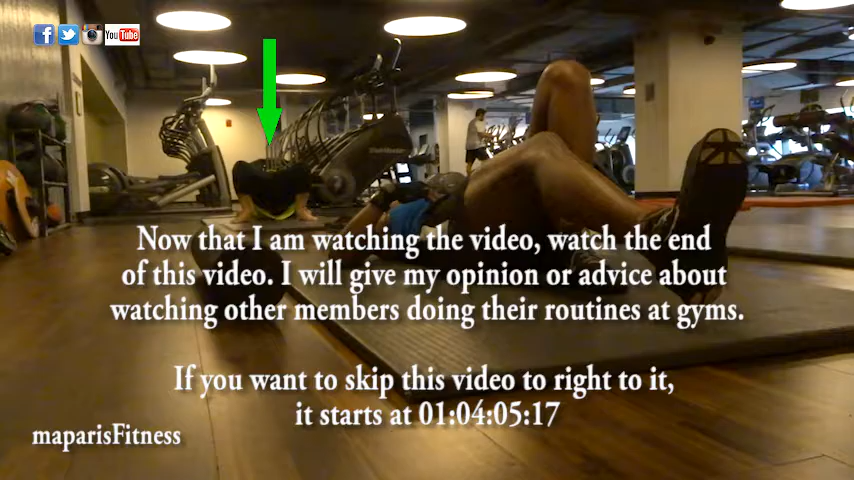 You Tube
Now that I am watching the video, watch the end
of this video. I will give my opinion or advice about
watching other members doing their routines at gyms.
If you want to skip this video to right to it,
it starts at 01:04:05:17
maparisFitness